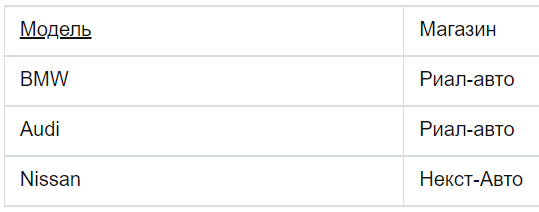 Модель Магазин
BMW Риал-авто
Audi Риал-авто
Nissan Некст-Авто